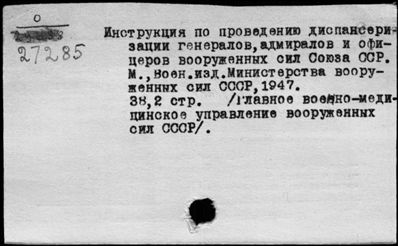 0
27285
Инструкция по проведению диспансери-
зации генералов,адмиралов и офи-
церов вооруженных сил Союза ССР.
М.,Воен.изд.Министерства воору-
женных сил СССР,1947.
38,2 стр. /Главное военно-меди-
цинское управление вооруженных
сил СССР/.